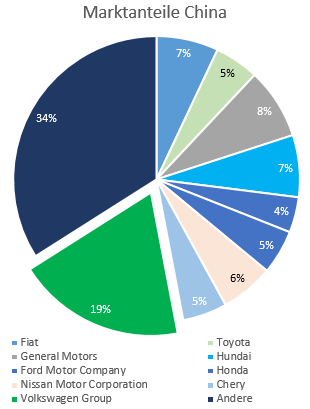 Marktanteile China
7%
5%
8%
7%
4%
5%
6%
5%
19%
34%
Fiat Toyota
General Motors Hundai
Ford Motor Company Honda
Nissan Motor Corporation Chery
Volkswagen Group Andere